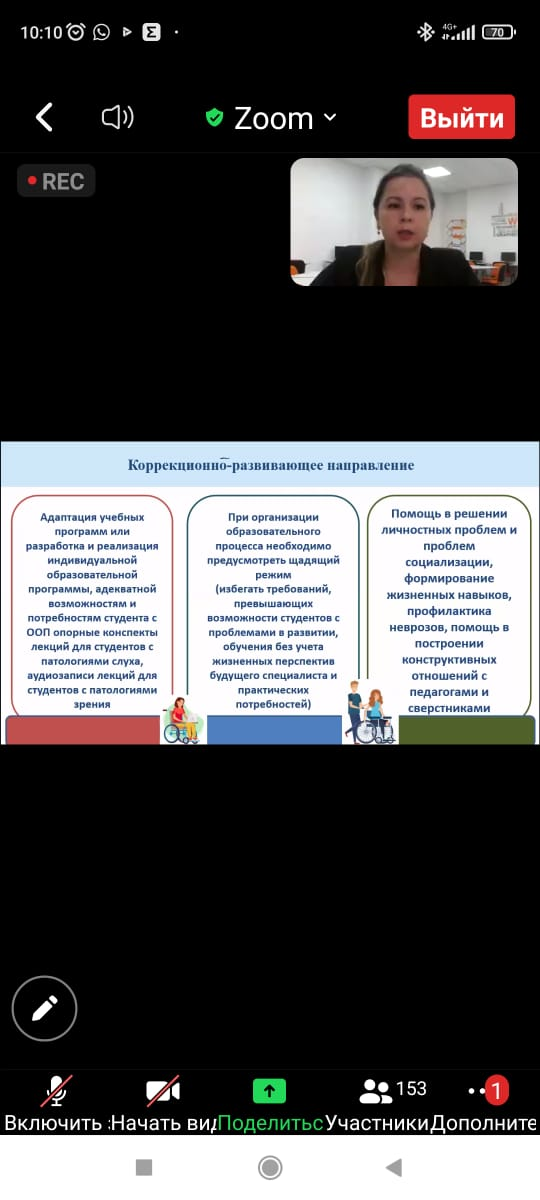 10:10
4G+
70
Zoom
Выйти
REC
W
Коррекционно-развивающее направление
Адаптация учебных
программ или
разработка и реализация
индивидуальной
образовательной
программы, адекватной
возможностям и
потребностям студента с
ООП опорные конспекты
лекций для студентов с
патологиями слуха,
аудиозаписи лекций для
студентов с патологиями
зрения
При организации
образовательного
процесса необходимо
предусмотреть щадящий
режим
(избегать требований,
превышающих
возможности студентов с
проблемами в развитии,
обучения без учета
жизненных перспектив
будущего специалиста и
практических
потребностей)
Помощь в решении
личностных проблем и
проблем
социализации,
формирование
жизненных навыков,
профилактика
неврозов, помощь в
построении
конструктивных
отношений с
педагогами и
сверстниками
153
1
Включить :
Начать вид
Поделитьс
Участники
Дополните